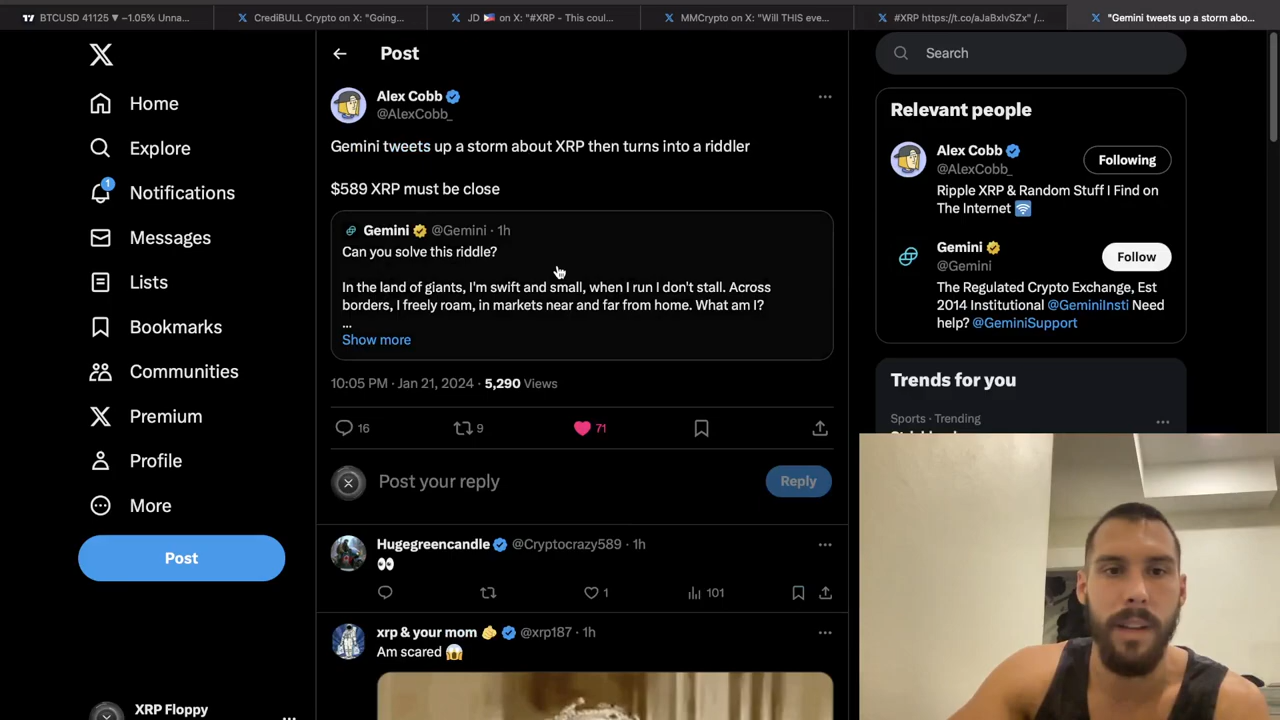 BTCUSD 41125 ▼ −1.05% Unna...
CrediBULL Crypto on X: "Going...
JD 🇵🇭 on X: "#XRP - This coul...
MMCrypto on X: "Will THIS eve...
#XRP https://t.co/aJaBxIvSZx" /...
"Gemini tweets up a storm abo...
Home
Explore
1
Notifications
Messages
Lists
Bookmarks
Communities
Premium
Profile
More
Post
XRP Floppy
Post
Alex Cobb
@AlexCobb_
Gemini tweets up a storm about XRP then turns into a riddler
$589 XRP must be close
Gemini @Gemini · 1h
Can you solve this riddle?
In the land of giants, I'm swift and small, when I run I don't stall. Across
borders, I freely roam, in markets near and far from home. What am I?
...
Show more
10:05 PM · Jan 21, 2024 · 5,290 Views
16
9
71
Post your reply
Reply
Hugegreencandle @Cryptocrazy589 · 1h
👀
1
101
xrp & your mom 🫱 @xrp187 · 1h
Am scared 😱
Search
Relevant people
Alex Cobb
@AlexCobb_
Following
Ripple XRP & Random Stuff I Find on
The Internet 🛜
Gemini
@Gemini
Follow
The Regulated Crypto Exchange, Est
2014 Institutional @GeminiInsti Need
help? @GeminiSupport
Trends for you
Sports · Trending